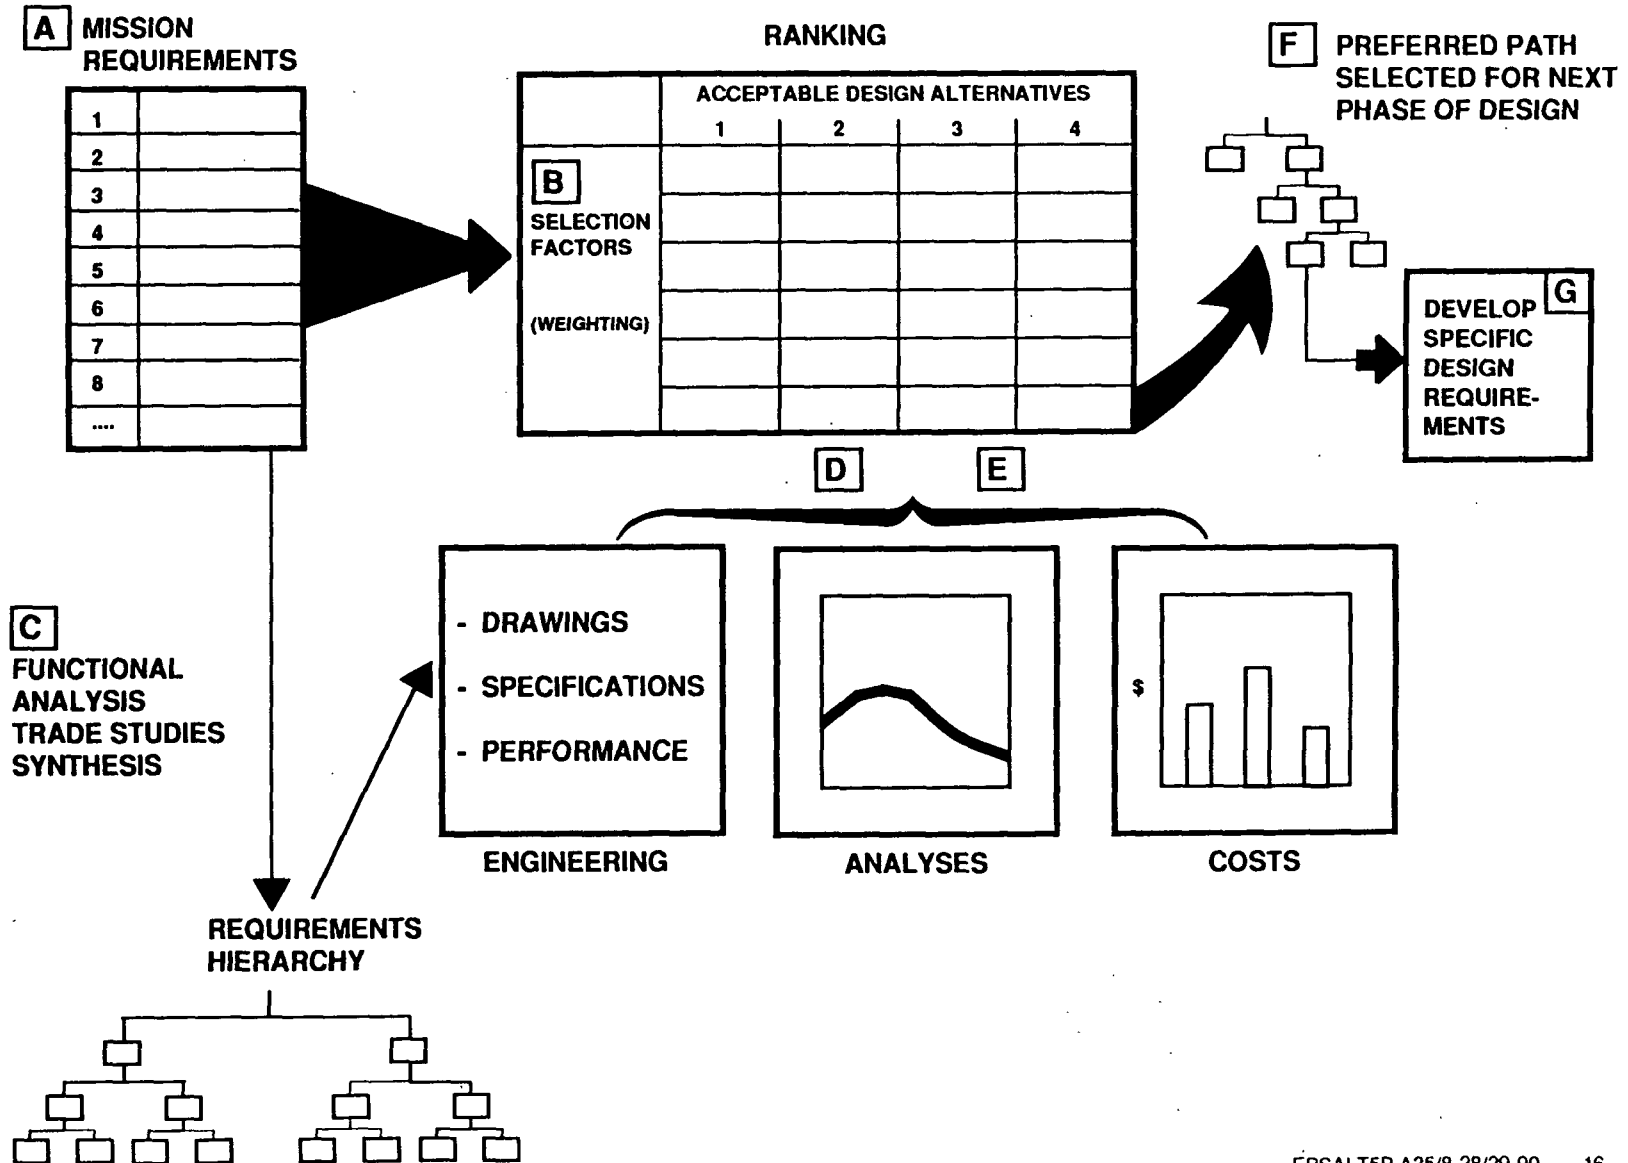 A MISSION
REQUIREMENTS
1
2
3
4
5
6
7
8
....
RANKING
ACCEPTABLE DESIGN ALTERNATIVES
1 2 3 4
B
SELECTION
FACTORS
(WEIGHTING)
F PREFERRED PATH
SELECTED FOR NEXT
PHASE OF DESIGN
G
DEVELOP
SPECIFIC
DESIGN
REQUIRE-
MENTS
D E
C
FUNCTIONAL
ANALYSIS
TRADE STUDIES
SYNTHESIS
- DRAWINGS
- SPECIFICATIONS
- PERFORMANCE
ENGINEERING
ANALYSES
$
COSTS
REQUIREMENTS
HIERARCHY
16